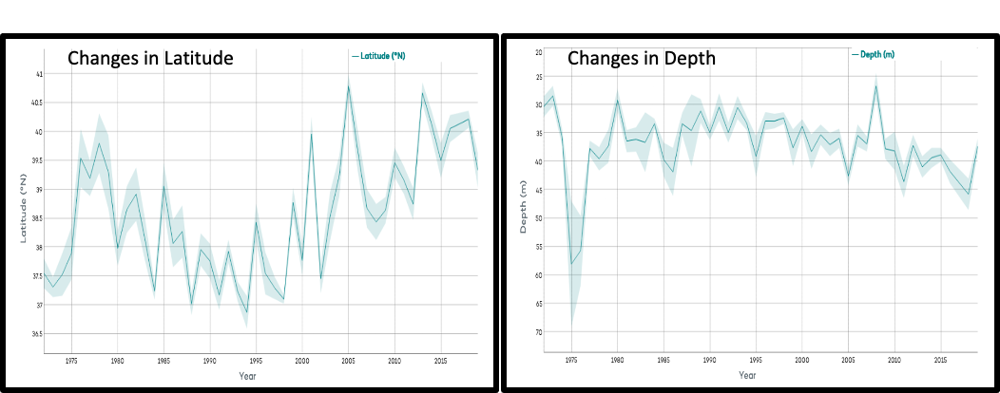 Changes in Latitude
Latitude (°N)
41
40.5
40.0
39.5
39
38.5
38
37.5
37
36.5
Latitude (°N)
1975 1980 1985 1990 1995 2000 2005 2010 2015
Year
Changes in Depth
Depth (m)
20
25
30
35
40
45
50
55
60
65
70
Depth (m)
1975 1980 1985 1990 1995 2000 2005 2010 2015
Year